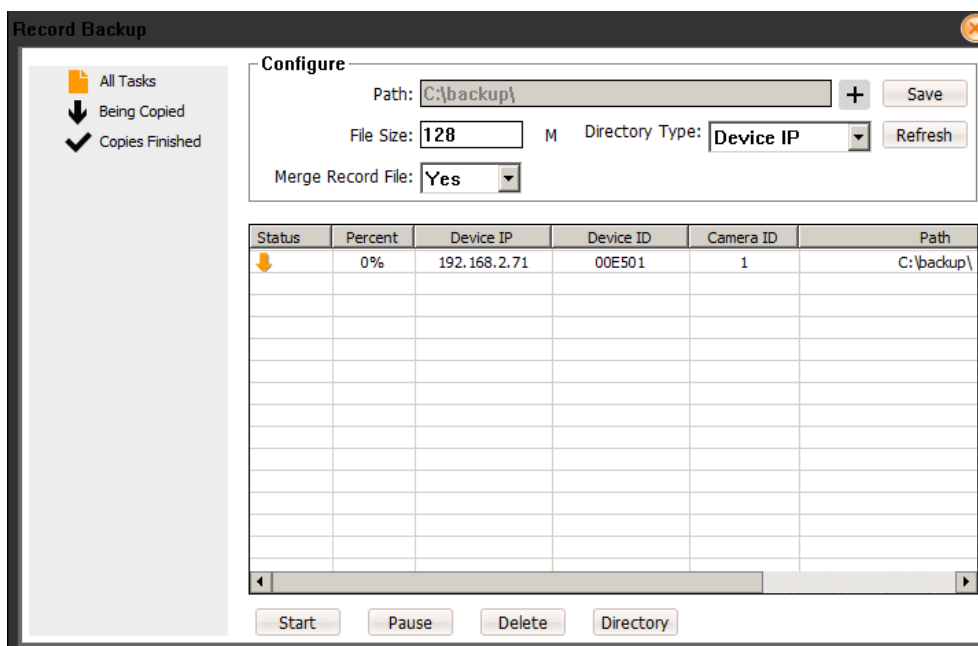 Record Backup
All Tasks
Being Copied
Copies Finished
Configure
Path: C:\backup\ + Save
File Size: 128 M Directory Type: Device IP Refresh
Merge Record File: Yes
Status Percent Device IP Device ID Camera ID Path
0% 192.168.2.71 00E501 1 C:\backup\
Start Pause Delete Directory